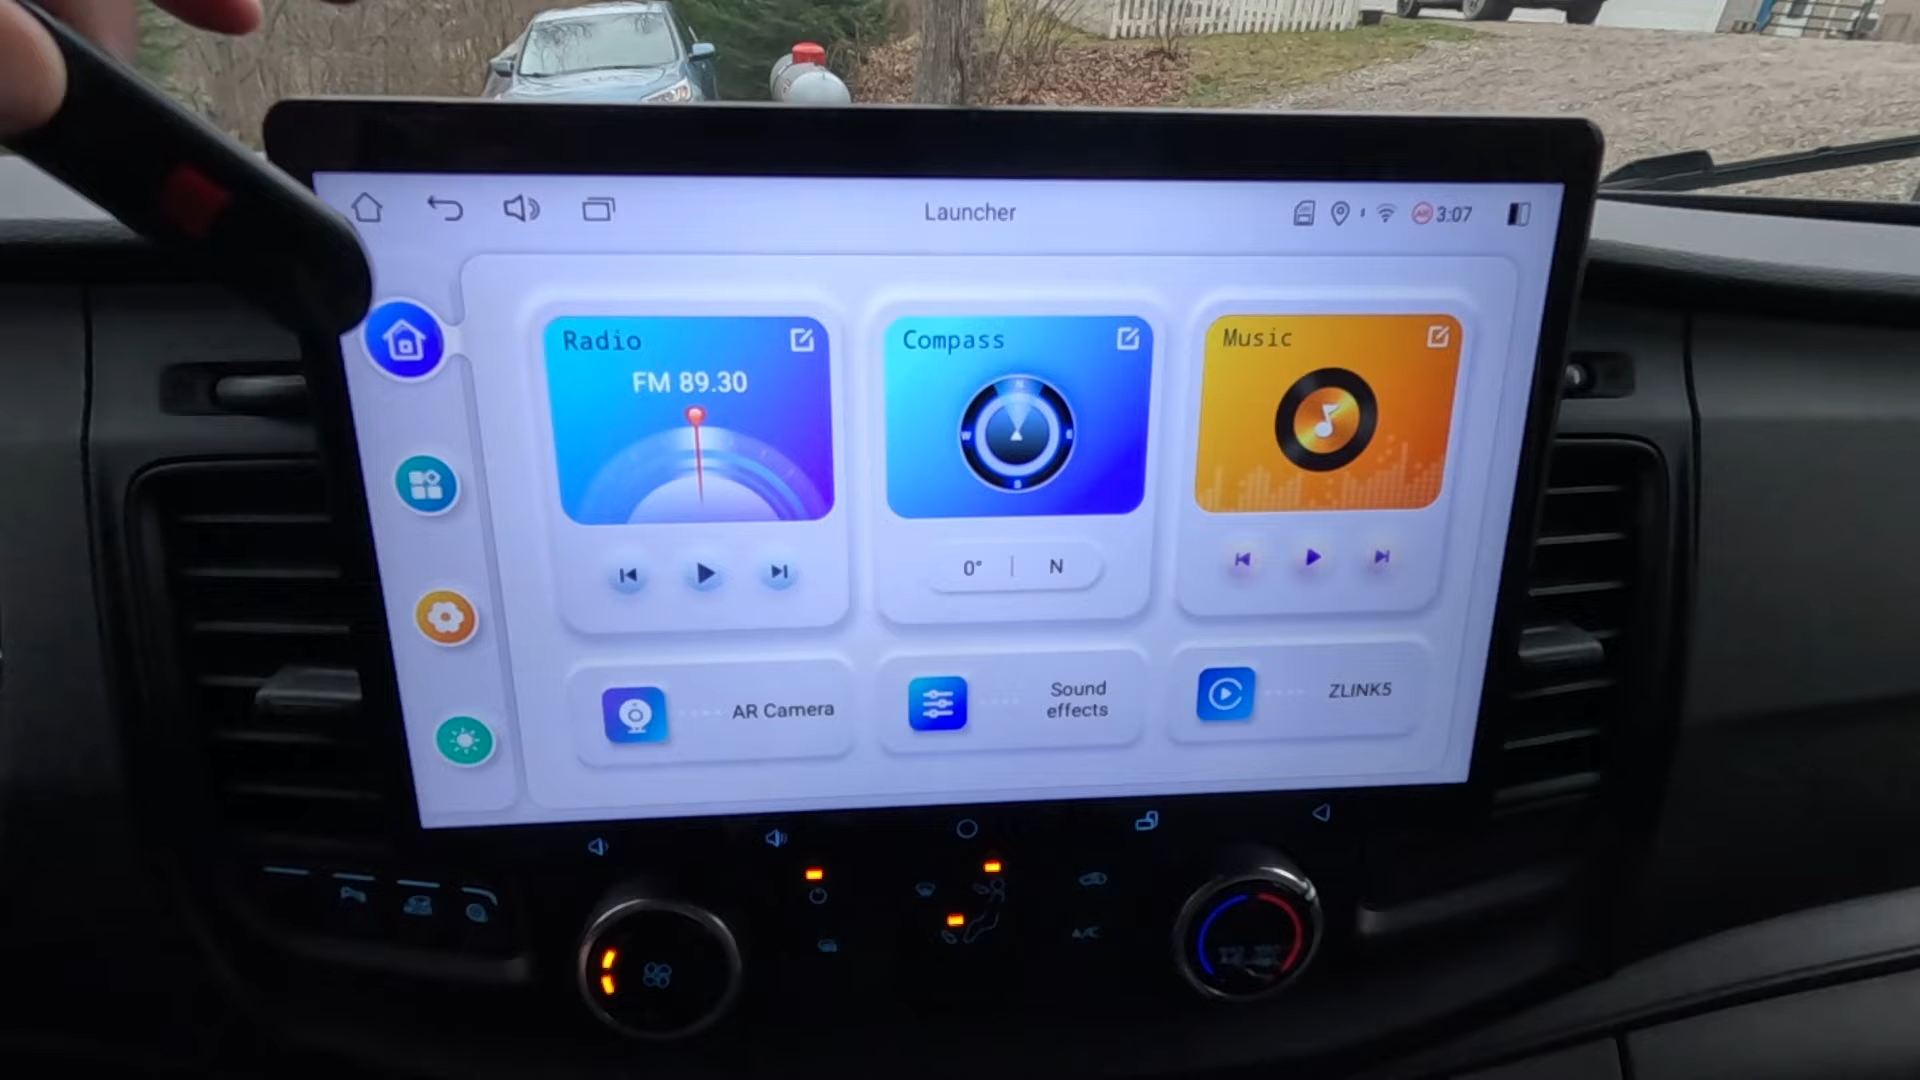 Launcher
3:07
Radio
FM 89.30
Compass
N
W
S
Music
0° | N
AR Camera
Sound
effects
ZLINK5
A/C